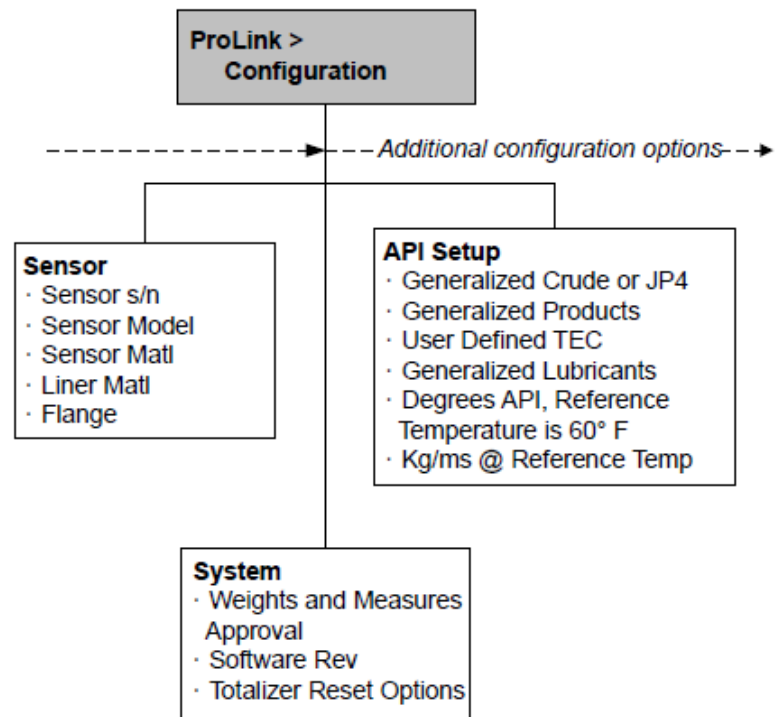 ProLink >
Configuration
Additional configuration options
Sensor
· Sensor s/n
· Sensor Model
· Sensor Matl
· Liner Matl
· Flange
API Setup
· Generalized Crude or JP4
· Generalized Products
· User Defined TEC
· Generalized Lubricants
· Degrees API, Reference
Temperature is 60° F
· Kg/ms @ Reference Temp
System
· Weights and Measures
Approval
· Software Rev
· Totalizer Reset Options